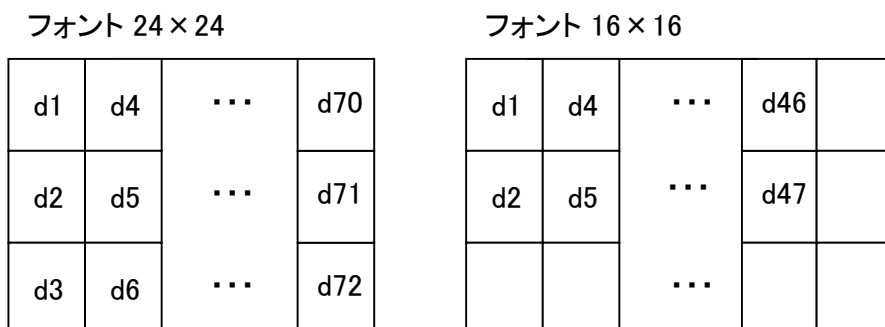 フォント 24×24 フォント 16×16
d1 d4 ・・・ d70 d1 d4 ・・・ d46
d2 d5 ・・・ d71 d2 d5 ・・・ d47
d3 d6 ・・・ d72 ・・・